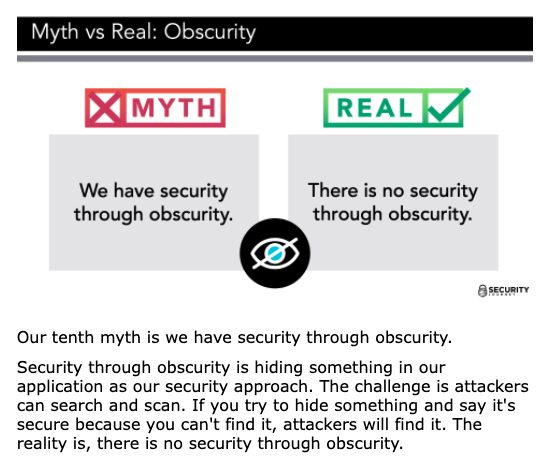 Myth vs Real: Obscurity
MYTH
REAL
We have security
through obscurity.
There is no security
through obscurity.
SECURITY
JOURNEY
Our tenth myth is we have security through obscurity.
Security through obscurity is hiding something in our
application as our security approach. The challenge is attackers
can search and scan. If you try to hide something and say it's
secure because you can't find it, attackers will find it. The
reality is, there is no security through obscurity.